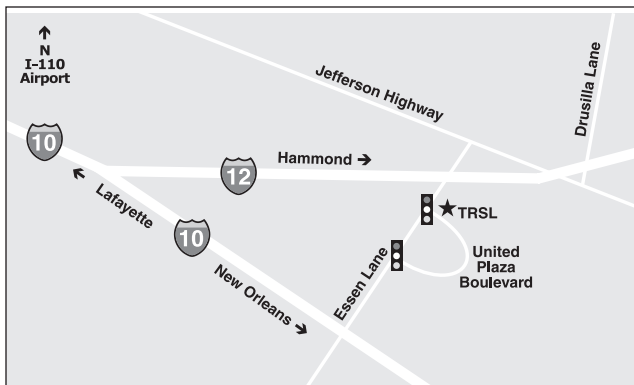 N
I-110
Airport
Jefferson Highway
Drusilla Lane
10
Hammond
12
Lafayette
TRSL
10
United
Plaza
Boulevard
Essen Lane
New Orleans